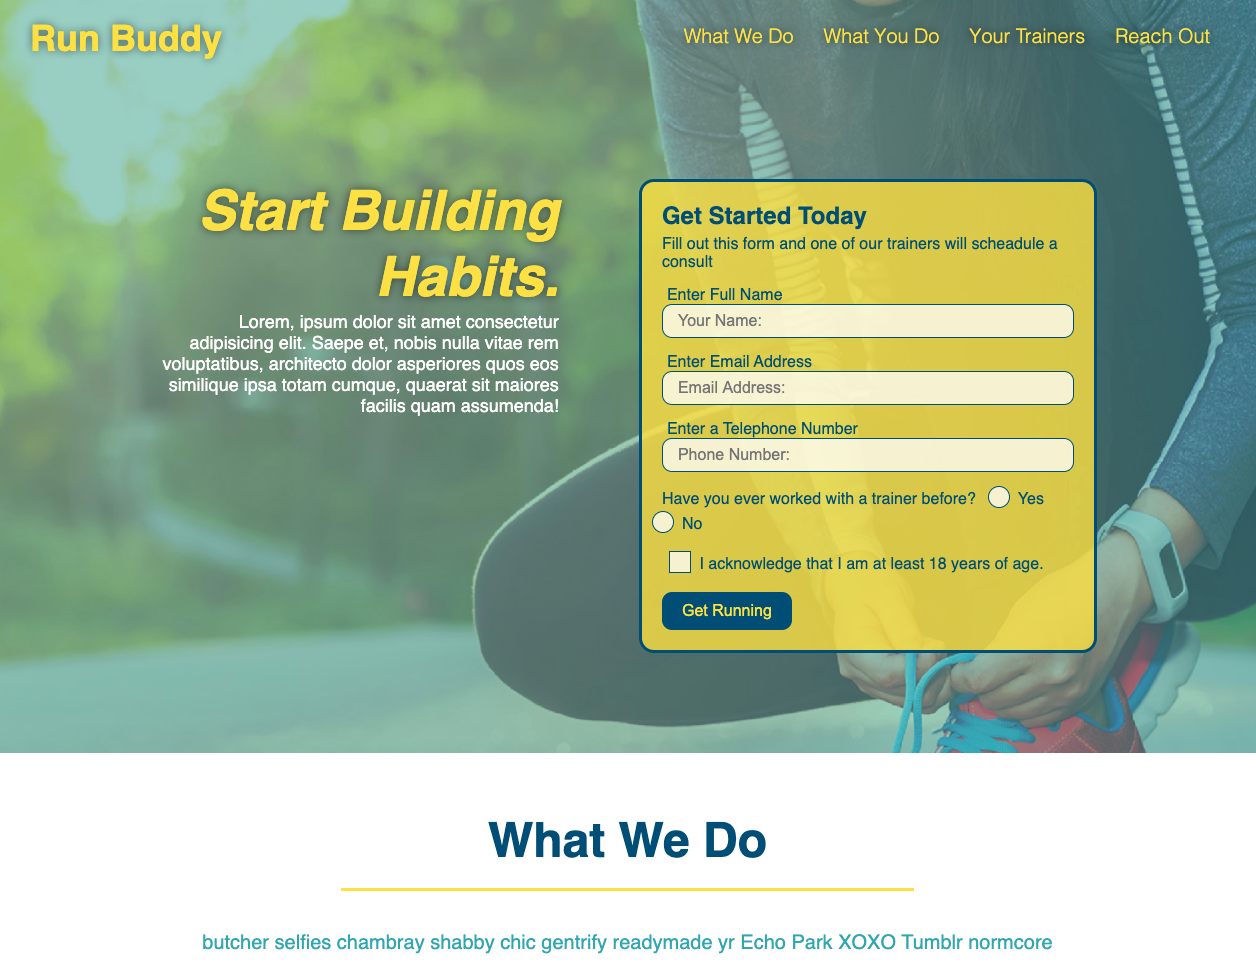 Run Buddy
What We Do
What You Do
Your Trainers
Reach Out
Start Building
Habits.
Lorem, ipsum dolor sit amet consectetur
adipisicing elit. Saepe et, nobis nulla vitae rem
voluptatibus, architecto dolor asperiores quos eos
similique ipsa totam cumque, quaerat sit maiores
facilis quam assumenda!
Get Started Today
Fill out this form and one of our trainers will scheadule a
consult
Enter Full Name
Your Name:
Enter Email Address
Email Address:
Enter a Telephone Number
Phone Number:
Have you ever worked with a trainer before? Yes
No
I acknowledge that I am at least 18 years of age.
Get Running
What We Do
butcher selfies chambray shabby chic gentrify readymade yr Echo Park XOXO Tumblr normcore